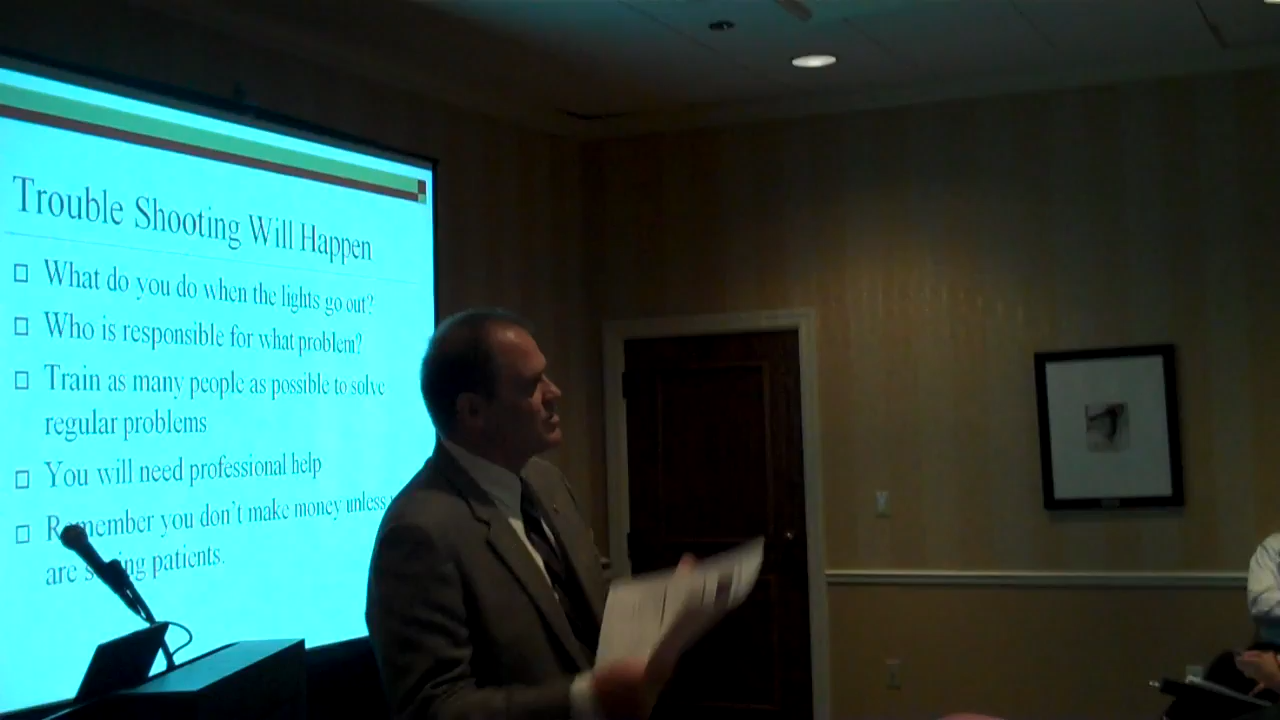 Trouble Shooting Will Happen
What do you do when the lights go out?
Who is responsible for what problem?
Train as many people as possible to solve
regular problems
You will need professional help
Remember you don't make money unless
are seeing patients.